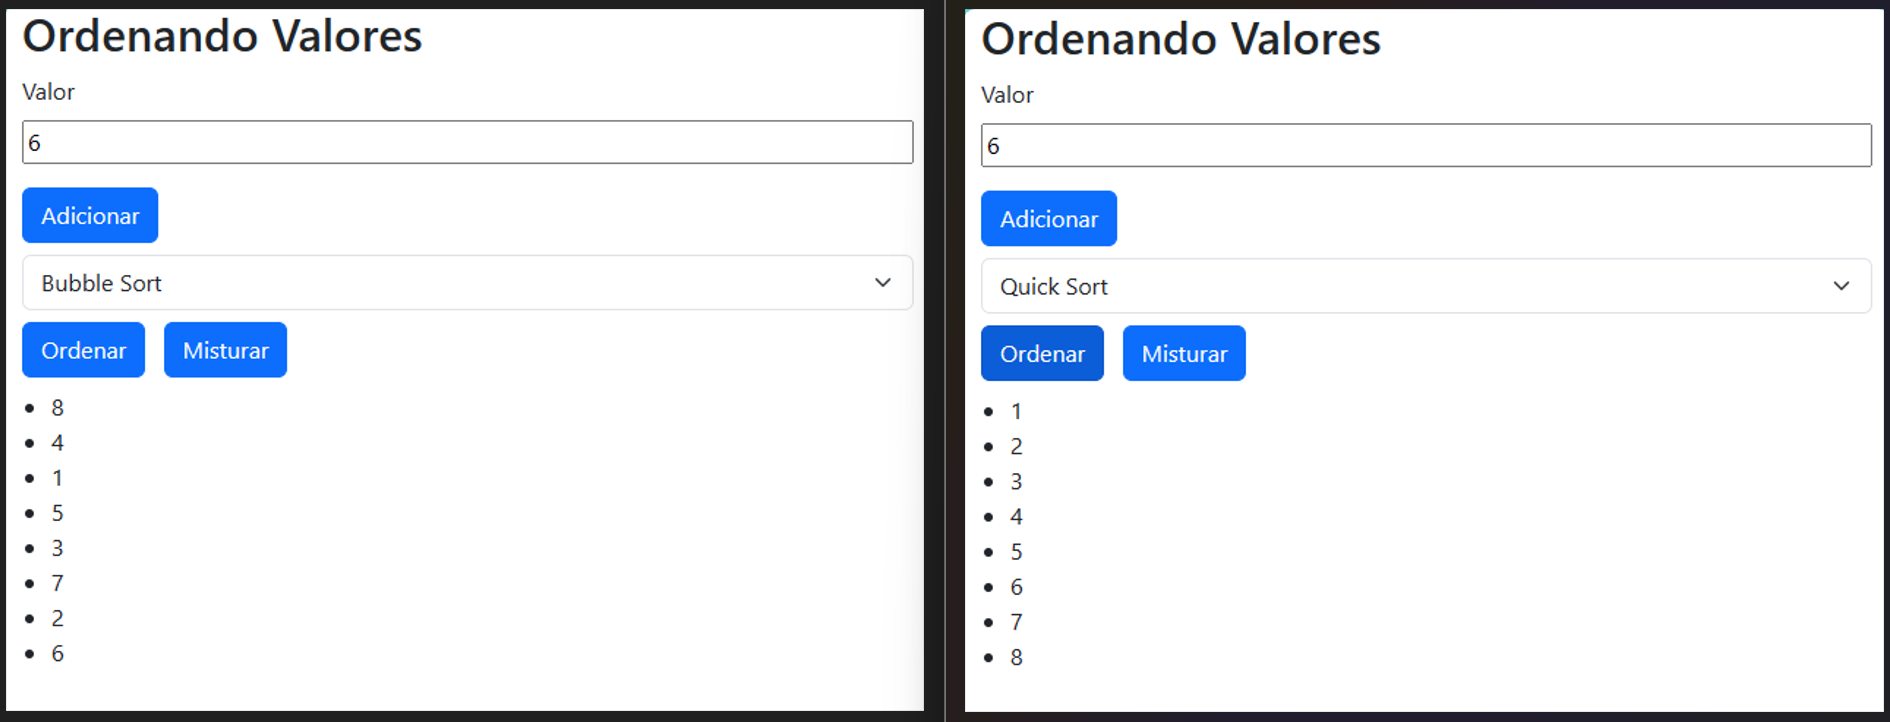 Ordenando Valores
Valor
6
Adicionar
Bubble Sort
Ordenar Misturar
8
4
1
5
3
7
2
6
Ordenando Valores
Valor
6
Adicionar
Quick Sort
Ordenar Misturar
1
2
3
4
5
6
7
8